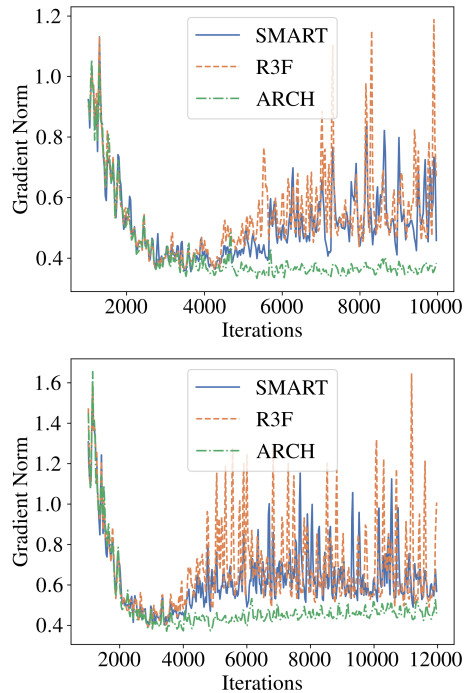 1.2
1.0
0.8
0.6
0.4
Gradient Norm
SMART
R3F
ARCH
2000 4000 6000 8000 10000
Iterations
1.6
1.4
1.2
1.0
0.8
0.6
0.4
Gradient Norm
SMART
R3F
ARCH
2000 4000 6000 8000 10000 12000
Iterations